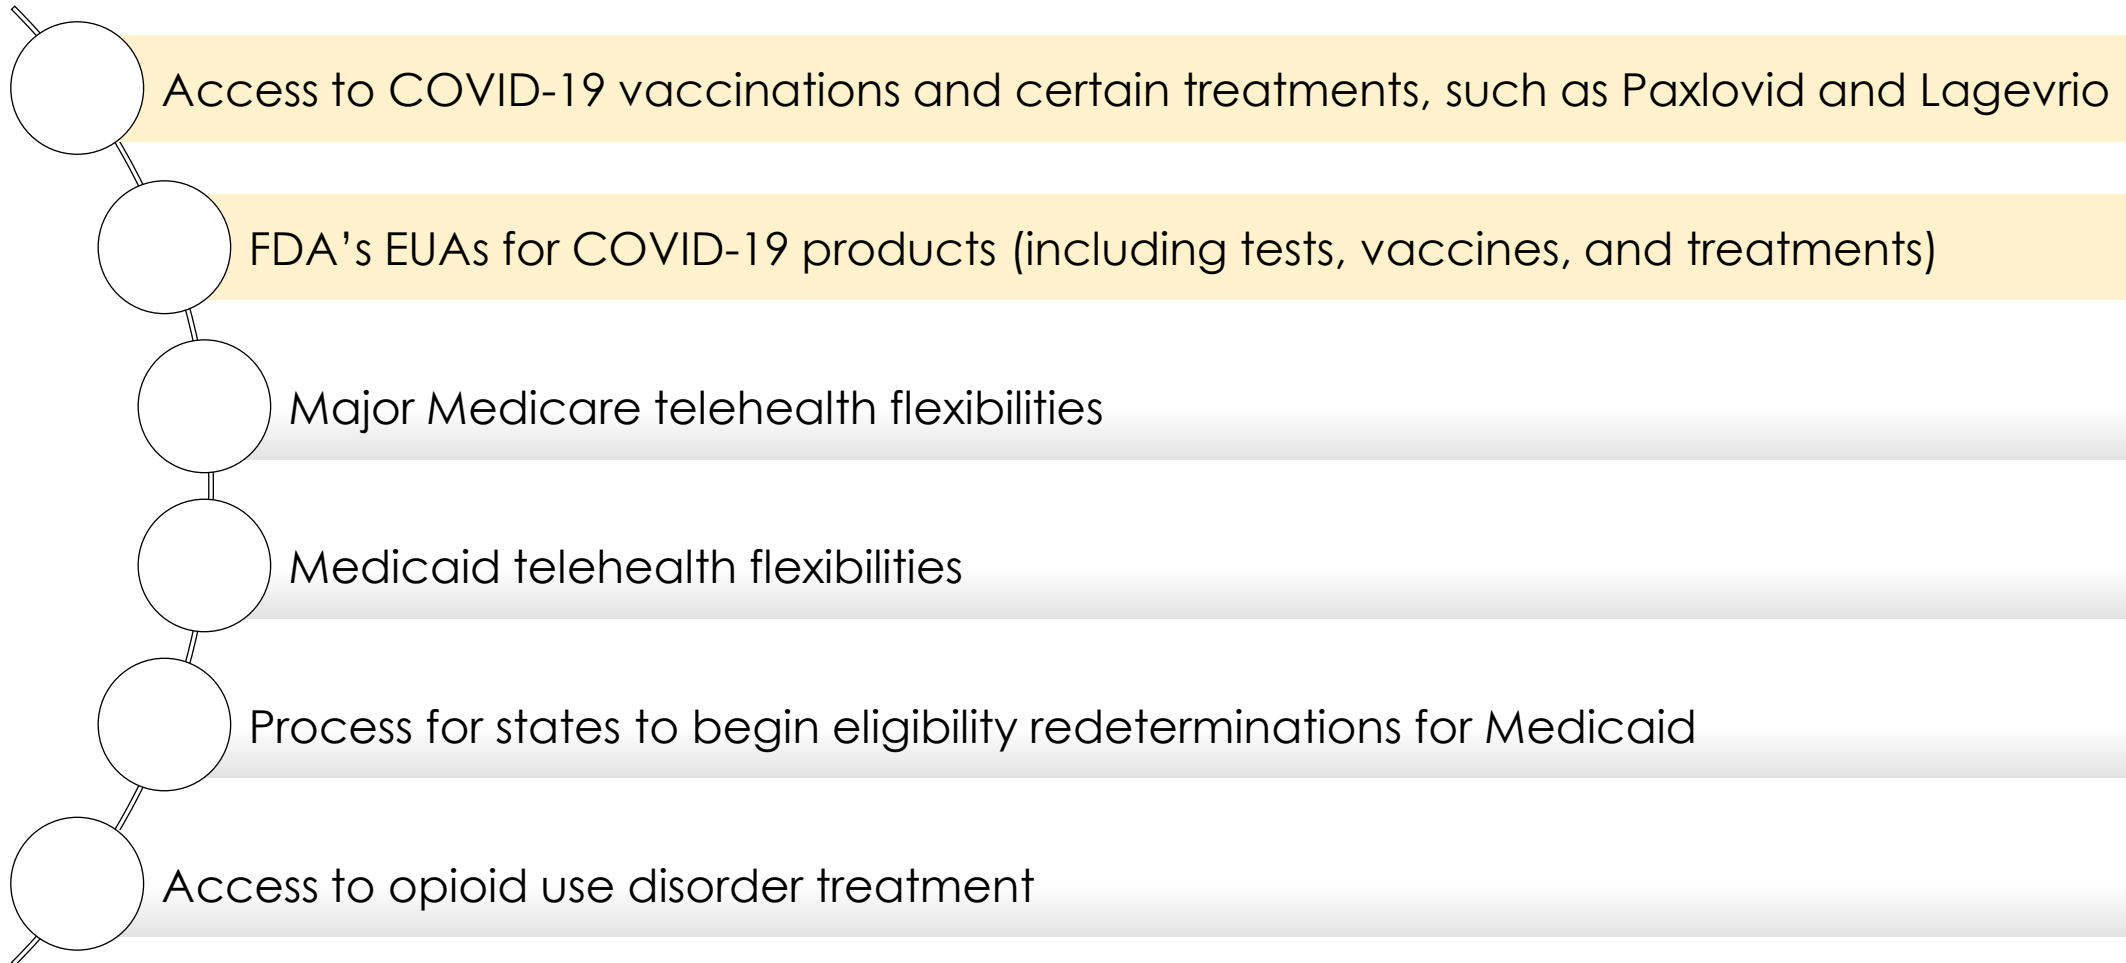 Access to COVID-19 vaccinations and certain treatments, such as Paxlovid and Lagevrio
FDA’s EUAs for COVID-19 products (including tests, vaccines, and treatments)
Major Medicare telehealth flexibilities
Medicaid telehealth flexibilities
Process for states to begin eligibility redeterminations for Medicaid
Access to opioid use disorder treatment